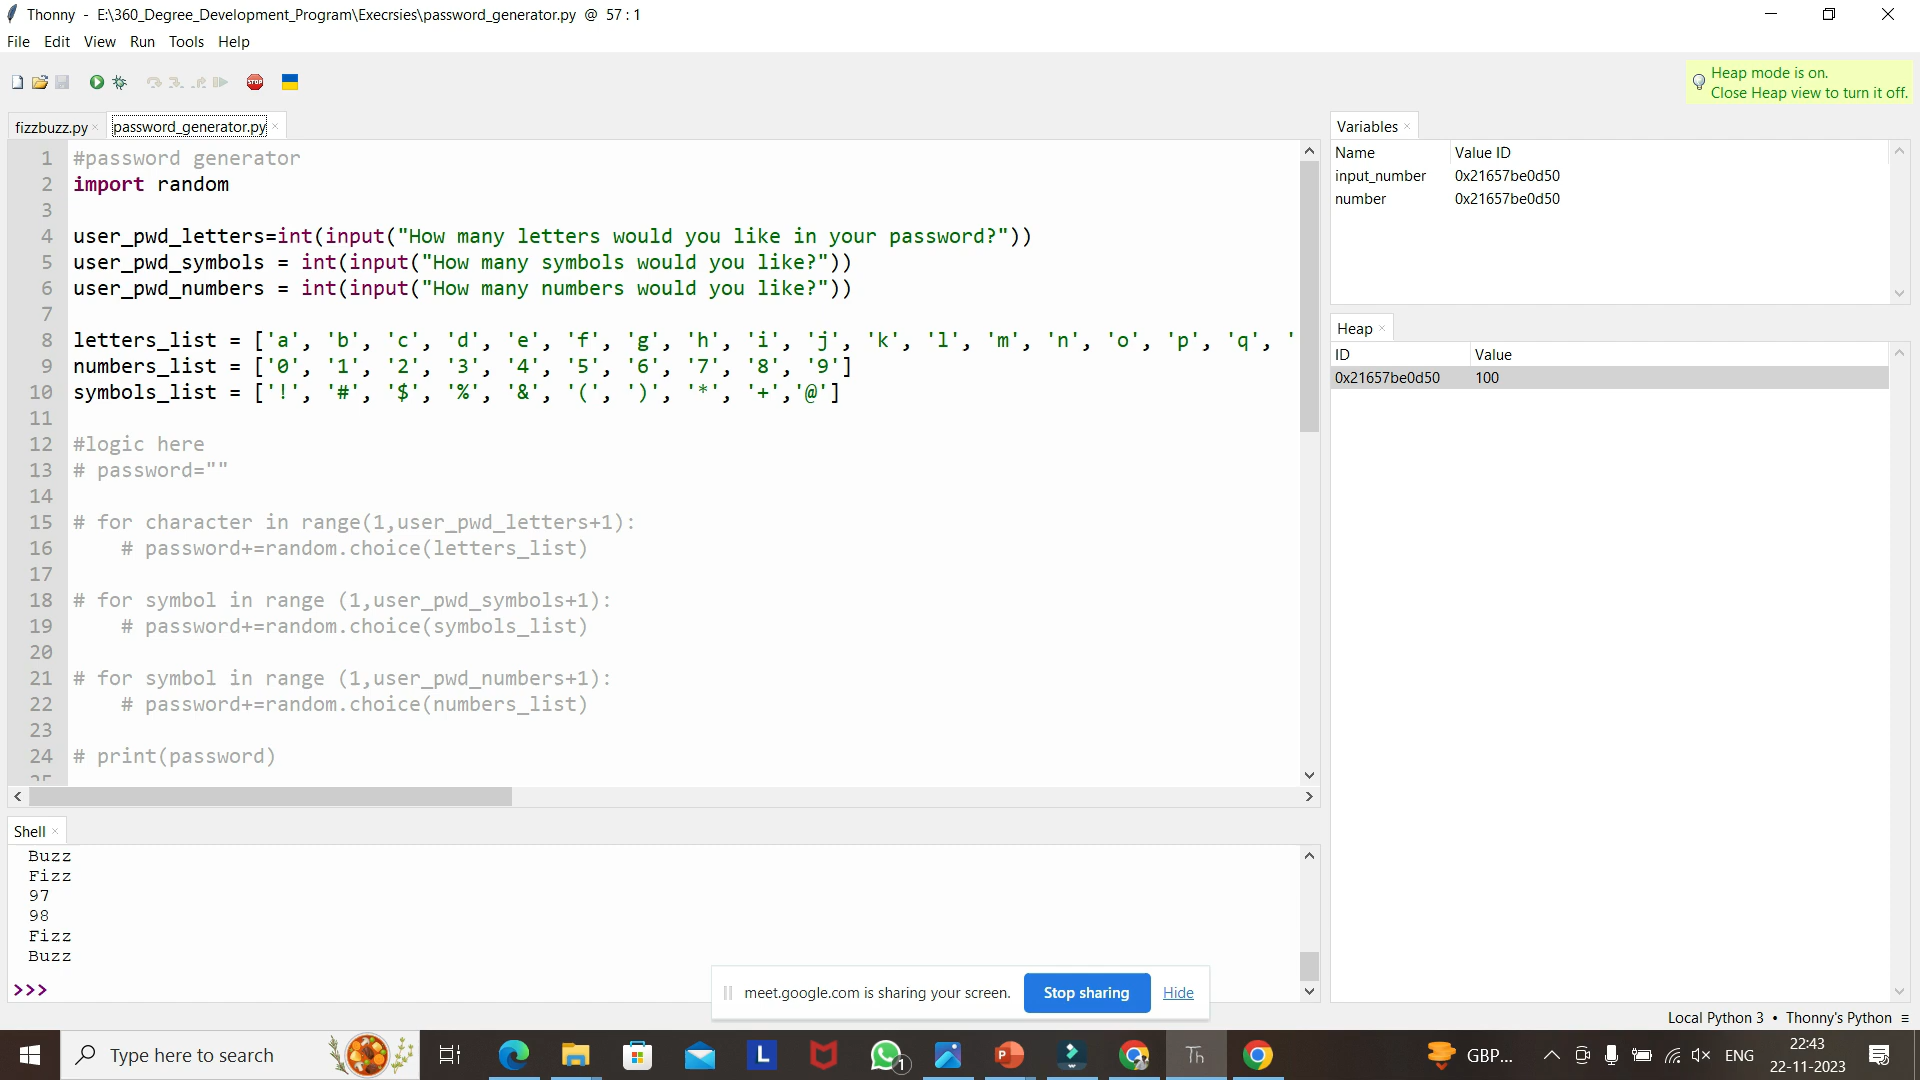 Thonny - E:\360_Degree_Development_Program\Execrsies\password_generator.py @ 57 : 1
File Edit View Run Tools Help
STOP
Heap mode is on.
Close Heap view to turn it off.
fizzbuzz.py ×
password_generator.py ×
1 #password generator
2 import random
3
4 user_pwd_letters=int(input("How many letters would you like in your password?"))
5 user_pwd_symbols = int(input("How many symbols would you like?"))
6 user_pwd_numbers = int(input("How many numbers would you like?"))
7
8 letters_list = ['a', 'b', 'c', 'd', 'e', 'f', 'g', 'h', 'i', 'j', 'k', 'l', 'm', 'n', 'o', 'p', 'q', '
9 numbers_list = ['0', '1', '2', '3', '4', '5', '6', '7', '8', '9']
10 symbols_list = ['!', '#', '$', '%', '&', '(', ')', '*', '+','@']
11
12 #logic here
13 # password=""
14
15 # for character in range(1,user_pwd_letters+1):
16 # password+=random.choice(letters_list)
17
18 # for symbol in range (1,user_pwd_symbols+1):
19 # password+=random.choice(symbols_list)
20
21 # for symbol in range (1,user_pwd_numbers+1):
22 # password+=random.choice(numbers_list)
23
24 # print(password)
Variables ×
Name Value ID
input_number 0x21657be0d50
number 0x21657be0d50
Heap ×
ID Value
0x21657be0d50 100
Shell ×
Buzz
Fizz
97
98
Fizz
Buzz
>>>
meet.google.com is sharing your screen. Stop sharing Hide
Local Python 3 • Thonny's Python ≡
Type here to search
L
1
P
Th
GBP...
ENG
22:43
22-11-2023